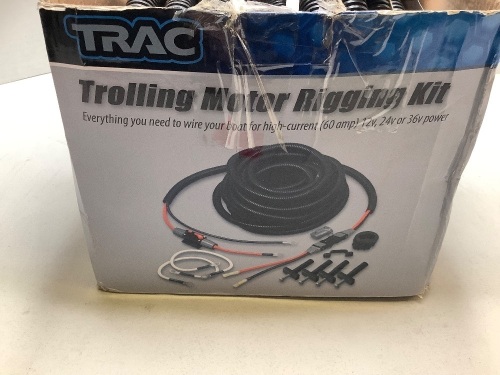 TRAC
Trolling Motor Rigging Kit
Everything you need to wire your boat for high-current (60 amp) 12v, 24v or 36v power